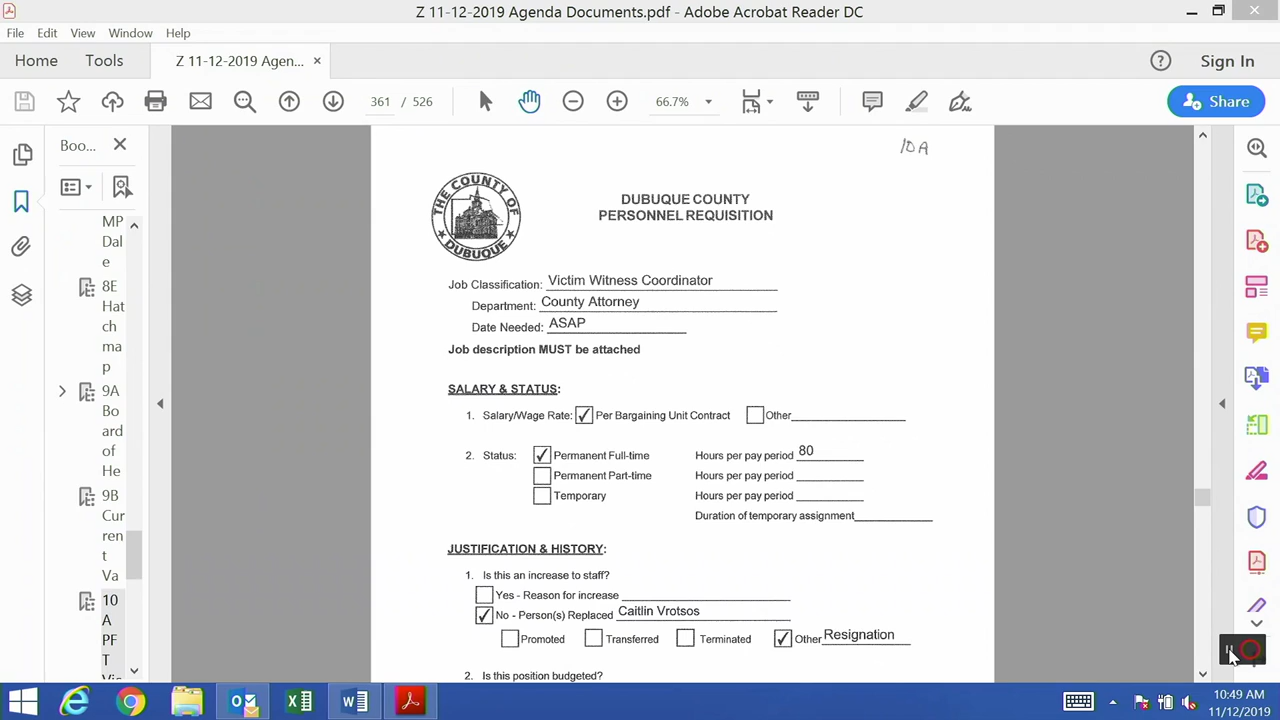 Z 11-12-2019 Agenda Documents.pdf - Adobe Acrobat Reader DC
File Edit View Window Help
Home Tools Z 11-12-2019 Agen... × Sign In
361 / 526 66.7% Share
Boo...
MP
Dal
e
8E
Hat
ch
ma
p
9A
Bo
ard
of
He
9B
Cur
ren
t
Va
10
A
PF
T
Vic
10A
THE COUNTY OF DUBUQUE
DUBUQUE COUNTY
PERSONNEL REQUISITION
Job Classification: Victim Witness Coordinator
Department: County Attorney
Date Needed: ASAP
Job description MUST be attached
SALARY & STATUS:
1. Salary/Wage Rate: Per Bargaining Unit Contract Other
2. Status: Permanent Full-time Hours per pay period 80
Permanent Part-time Hours per pay period
Temporary Hours per pay period
Duration of temporary assignment
JUSTIFICATION & HISTORY:
1. Is this an increase to staff?
Yes - Reason for increase
No - Person(s) Replaced Caitlin Vrotsos
Promoted Transferred Terminated Other Resignation
2. Is this position budgeted?
10:49 AM
11/12/2019